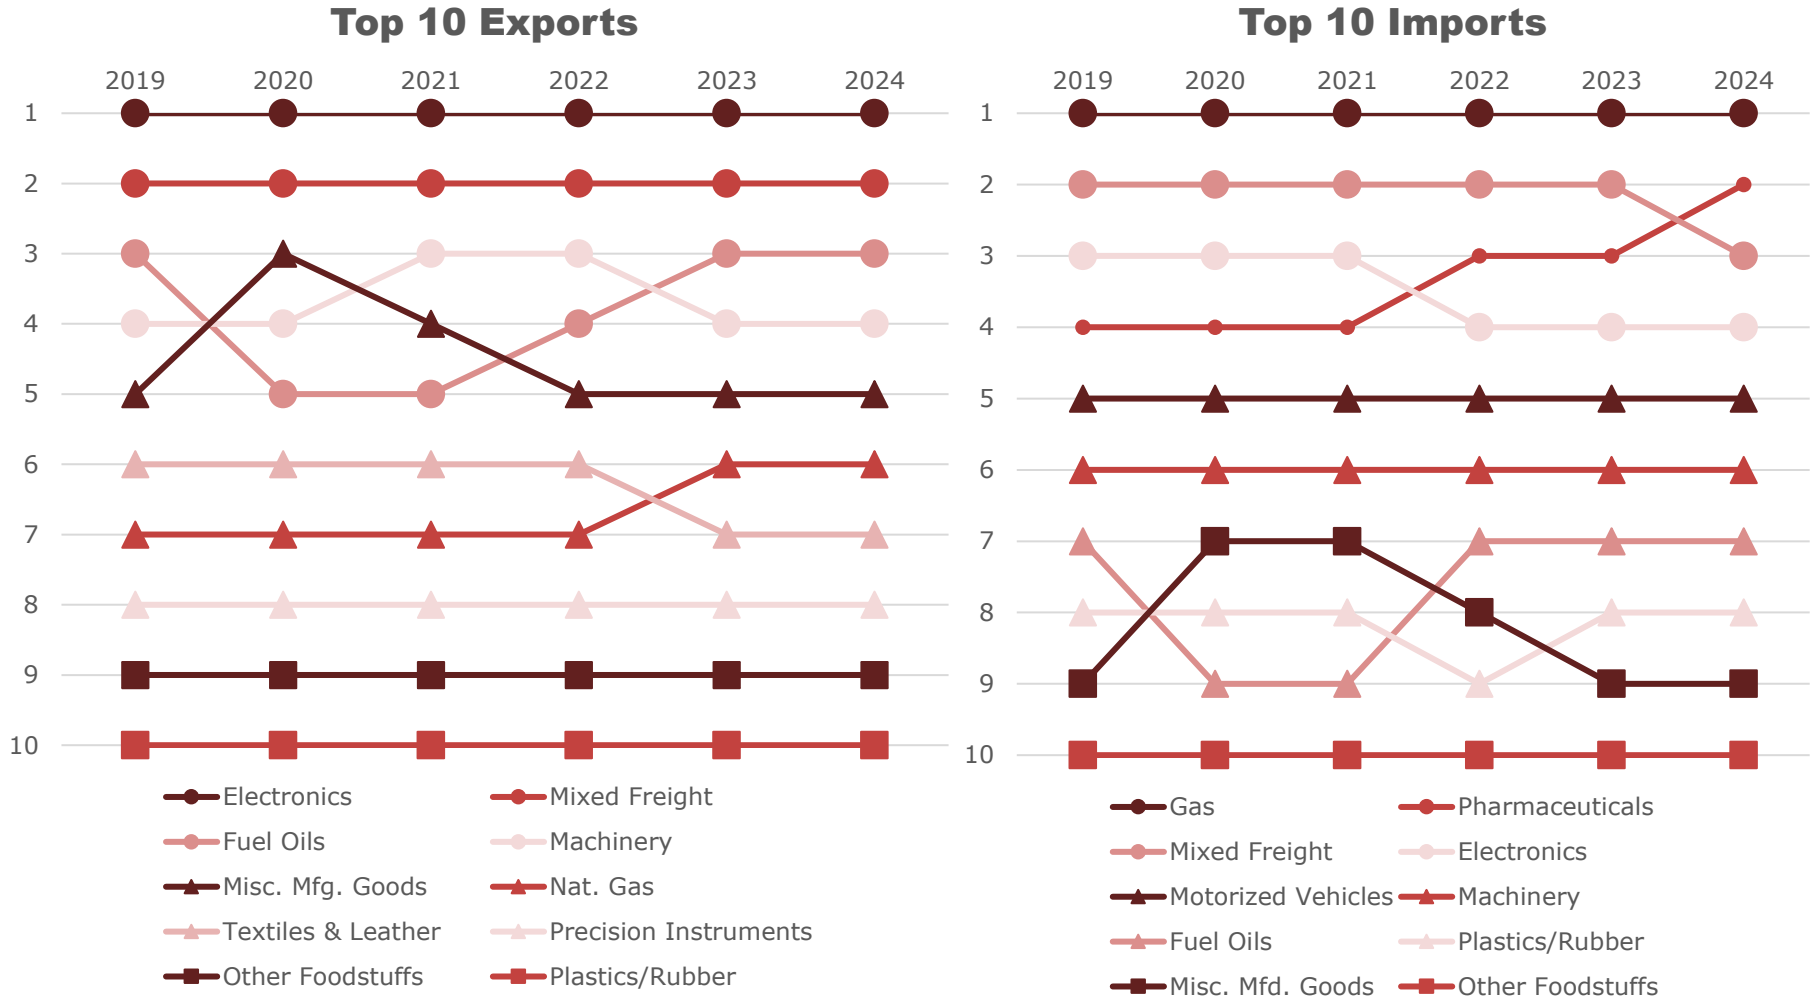 Top 10 Exports
2019 2020 2021 2022 2023 2024
1
2
3
4
5
6
7
8
9
10
Electronics Mixed Freight
Fuel Oils Machinery
Misc. Mfg. Goods Nat. Gas
Textiles & Leather Precision Instruments
Other Foodstuffs Plastics/Rubber
Top 10 Imports
2019 2020 2021 2022 2023 2024
1
2
3
4
5
6
7
8
9
10
Gas Pharmaceuticals
Mixed Freight Electronics
Motorized Vehicles Machinery
Fuel Oils Plastics/Rubber
Misc. Mfd. Goods Other Foodstuffs